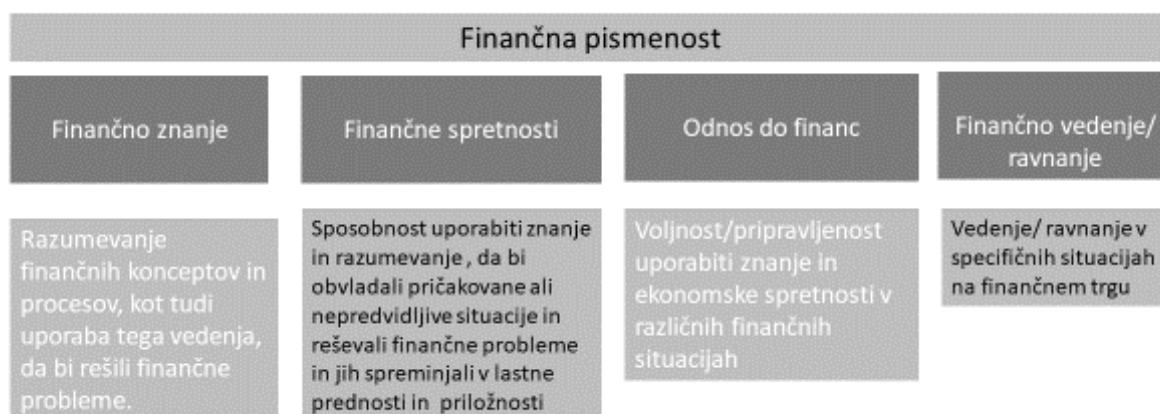 Finančna pismenost
Finančno znanje
Finančne spretnosti
Odnos do financ
Finančno vedenje/
ravnanje
Razumevanje
finančnih konceptov in
procesov, kot tudi
uporaba tega vedenja,
da bi rešili finančne
probleme.
Sposobnost uporabiti znanje
in razumevanje , da bi
obvladali pričakovane ali
nepredvidljive situacije in
reševali finančne probleme
in jih spreminjali v lastne
prednosti in priložnosti
Voljnost/pripravljenost
uporabiti znanje in
ekonomske spretnosti v
različnih finančnih
situacijah
Vedenje/ ravnanje v
specifičnih situacijah
na finančnem trgu